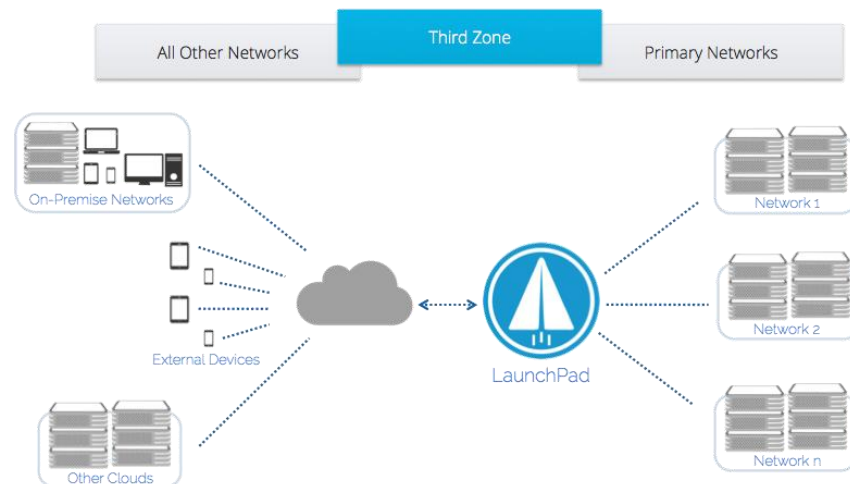 All Other Networks
Third Zone
Primary Networks
On-Premise Networks
Network 1
External Devices
LaunchPad
Network 2
Other Clouds
Network n